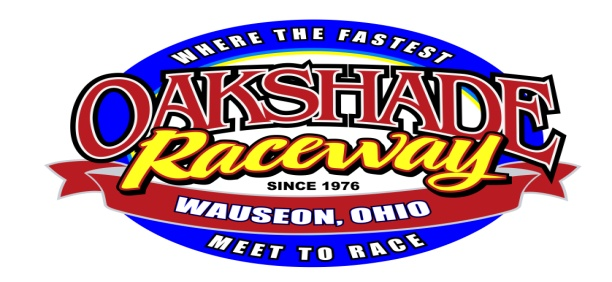 WHERE THE FASTEST
OAKSHADE
Raceway
SINCE 1976
WAUSEON, OHIO
MEET TO RACE